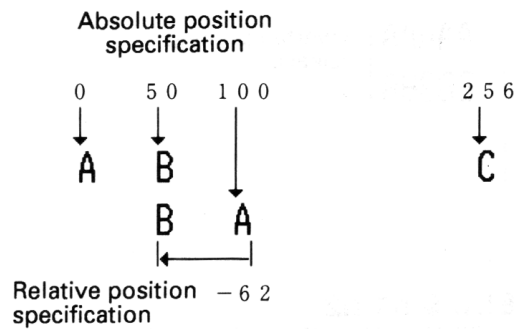 Absolute position
specification
0 50 100 256
A B C
B A
Relative position -62
specification